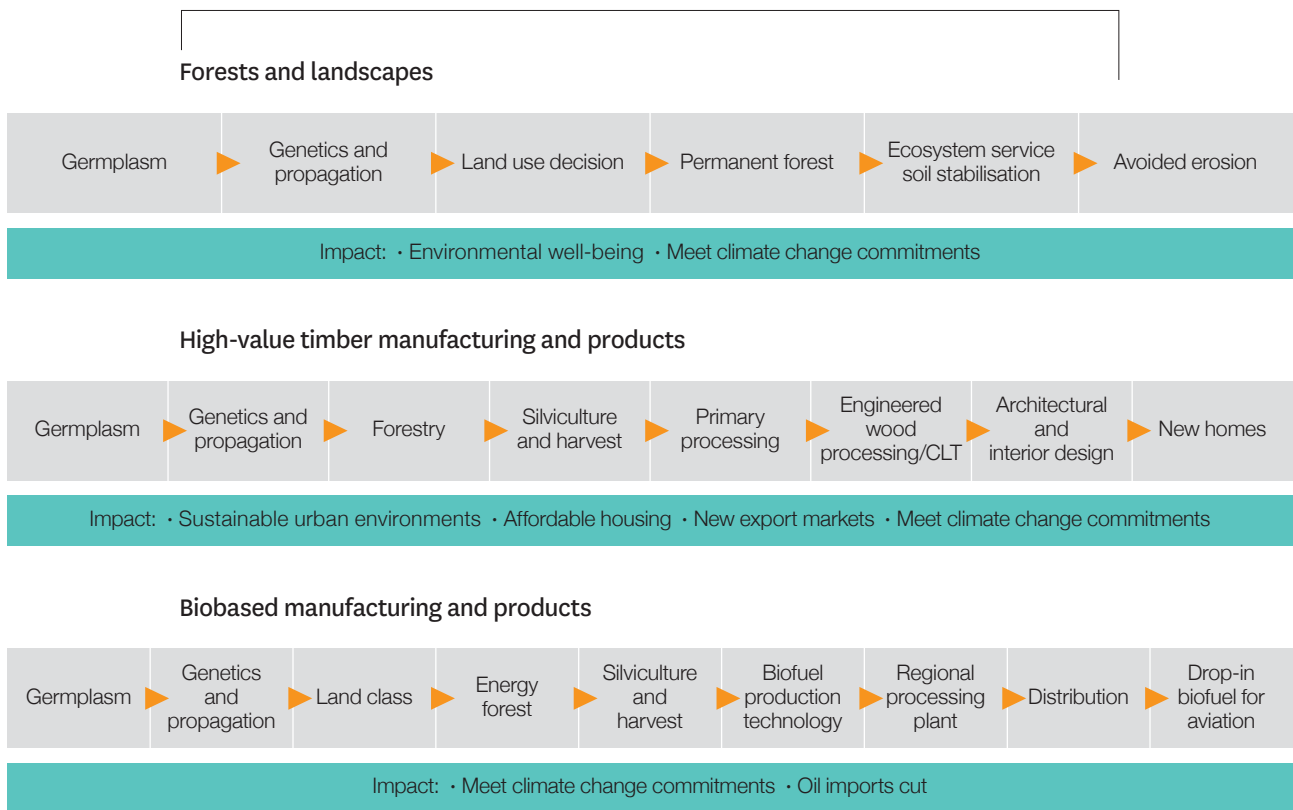 Forests and landscapes
Germplasm
Genetics and
propagation
Land use decision
Permanent forest
Ecosystem service
soil stabilisation
Avoided erosion
Impact: · Environmental well-being · Meet climate change commitments
High-value timber manufacturing and products
Germplasm
Genetics and
propagation
Forestry
Silviculture
and harvest
Primary
processing
Engineered
wood
processing/CLT
Architectural
and
interior design
New homes
Impact: · Sustainable urban environments · Affordable housing · New export markets · Meet climate change commitments
Biobased manufacturing and products
Germplasm
Genetics
and
propagation
Land class
Energy
forest
Silviculture
and
harvest
Biofuel
production
technology
Regional
processing
plant
Distribution
Drop-in
biofuel for
aviation
Impact: · Meet climate change commitments · Oil imports cut